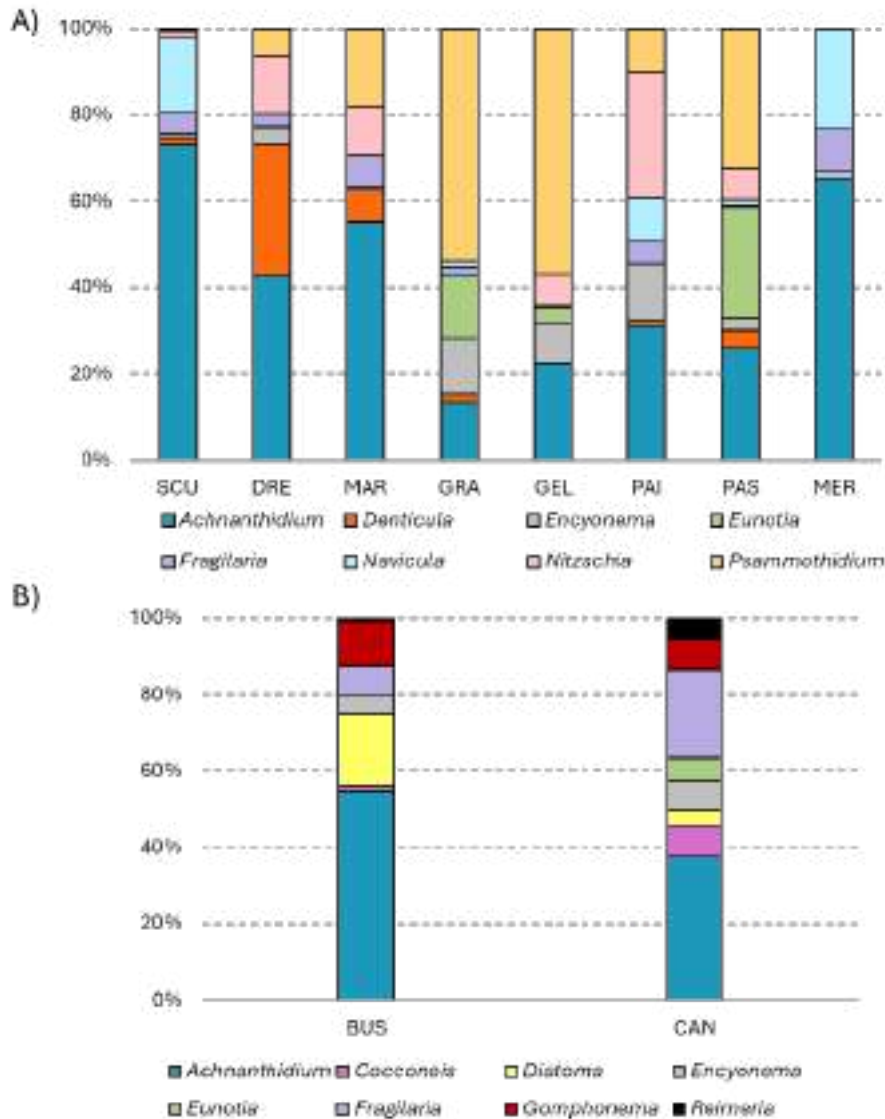 A)
100%
80%
60%
40%
20%
0%
SCU DRE MAR GRA GEL PAI PAS MER
Achnanthidium Denticula Encyonema Eunotia
Fragilaria Navicula Nitzschia Psammothidium
B)
100%
80%
60%
40%
20%
0%
BUS CAN
Achnanthidium Cocconeis Diatoma Encyonema
Eunotia Fragilaria Gomphonema Reimeria